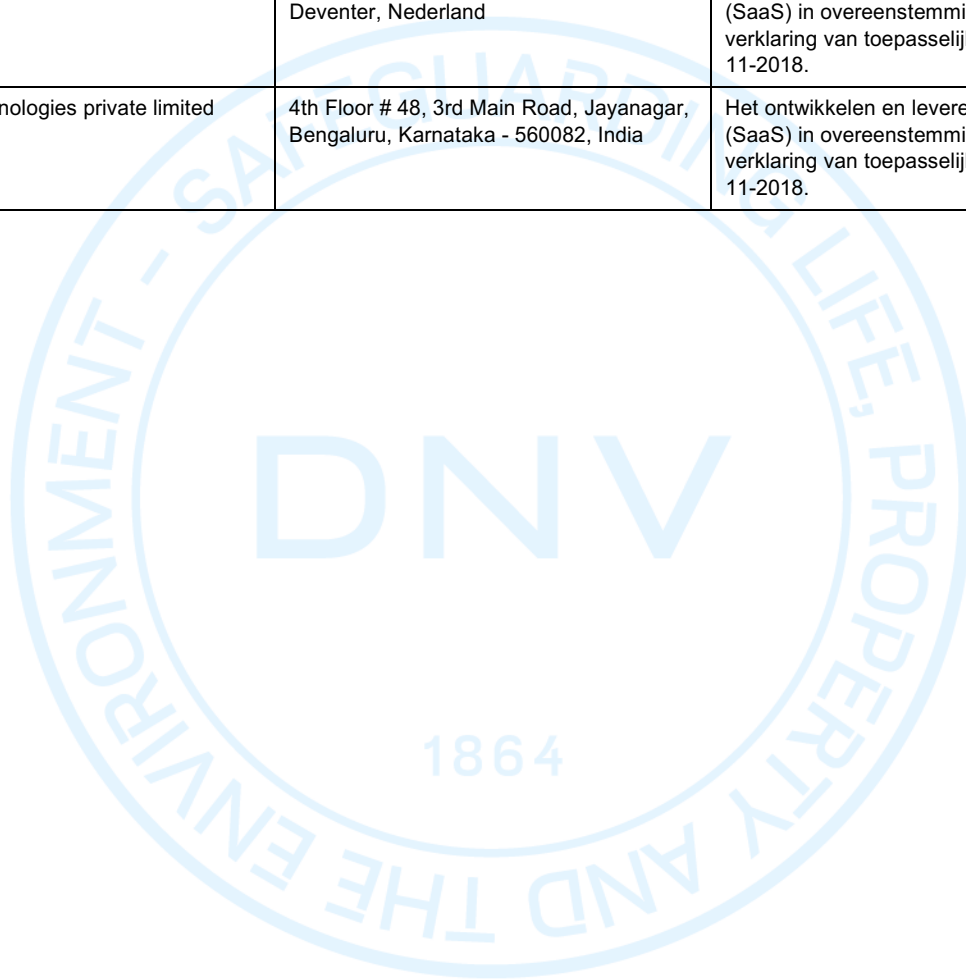 Deventer, Nederland
(SaaS) in overeenstemmi
verklaring van toepasselij
11-2018.
nologies private limited
4th Floor # 48, 3rd Main Road, Jayanagar,
Bengaluru, Karnataka - 560082, India
Het ontwikkelen en levere
(SaaS) in overeenstemmi
verklaring van toepasselij
11-2018.
SAFEGUARDING LIFE, PROPERTY AND THE ENVIRONMENT -
DNV
1864